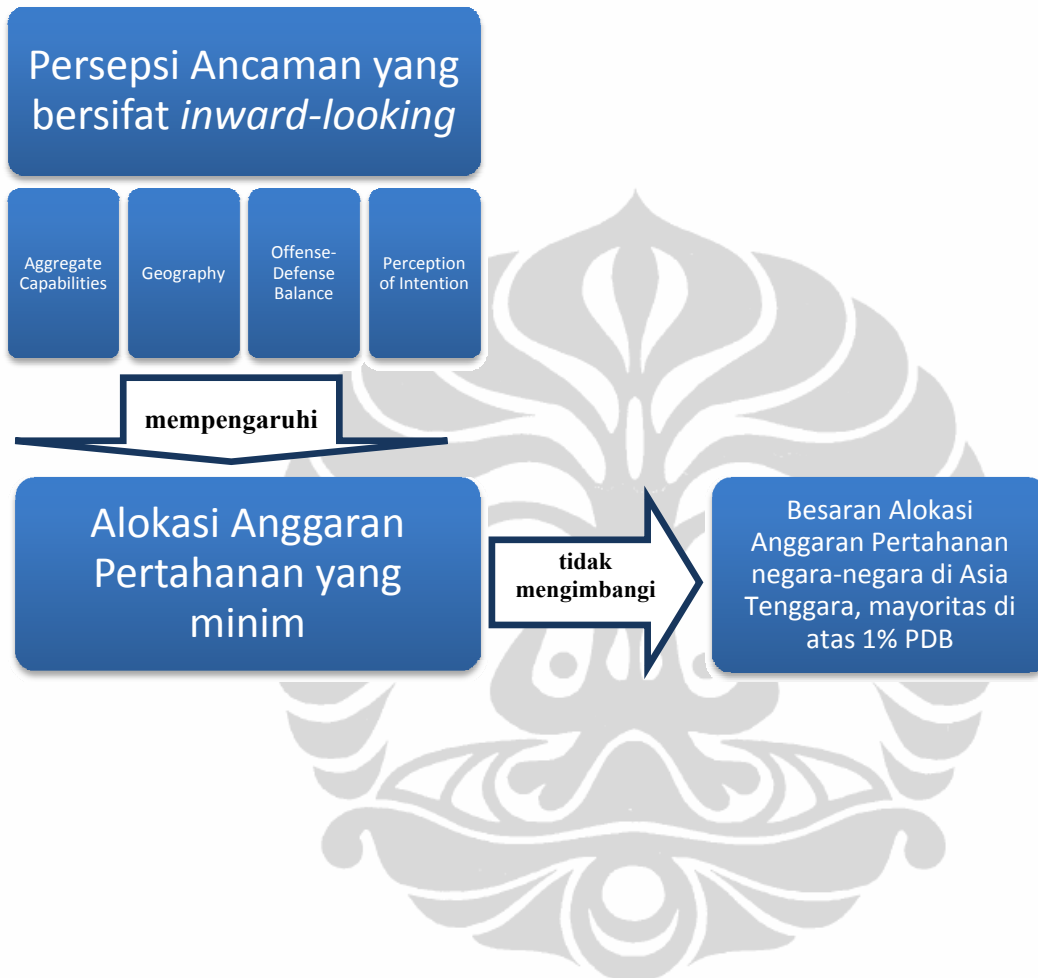 Persepsi Ancaman yang
bersifat inward-looking
Aggregate
Capabilities
Geography
Offense-
Defense
Balance
Perception
of Intention
mempengaruhi
Alokasi Anggaran
Pertahanan yang
minim
tidak
mengimbangi
Besaran Alokasi
Anggaran Pertahanan
negara-negara di Asia
Tenggara, mayoritas di
atas 1% PDB